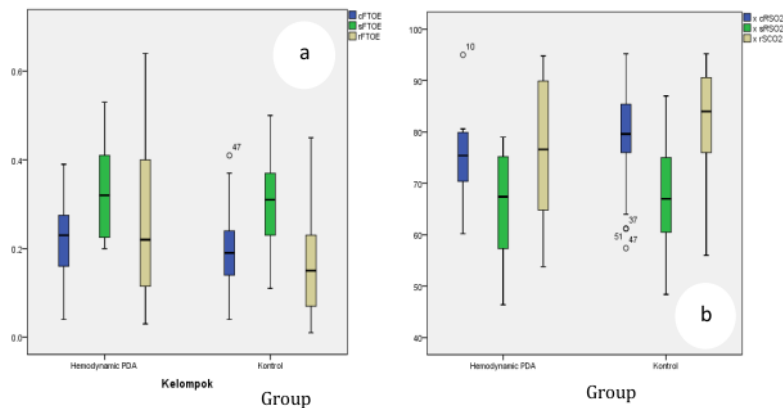 cFTOE
sFTOE
rFTOE
a
0.6
0.4
0.2
0.0
47
Hemodynamic PDA
Kontrol
Kelompok
Group
x cRSO2
x sRSO2
x rSCO2
100
90
80
70
60
50
40
10
37
51
47
b
Hemodynamic PDA
Kontrol
Group